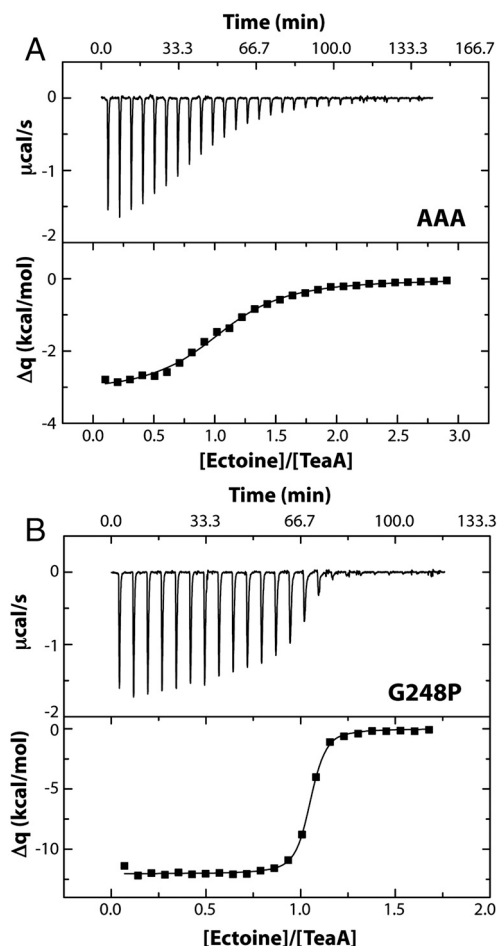 A
Time (min)
0.0 33.3 66.7 100.0 133.3 166.7
0
-1
-2
μcal/s
AAA
0
-2
-4
Δq (kcal/mol)
0.0 0.5 1.0 1.5 2.0 2.5 3.0
[Ectoine]/[TeaA]
B
Time (min)
0.0 33.3 66.7 100.0 133.3
0
-1
-2
μcal/s
G248P
0
-5
-10
Δq (kcal/mol)
0.0 0.5 1.0 1.5 2.0
[Ectoine]/[TeaA]